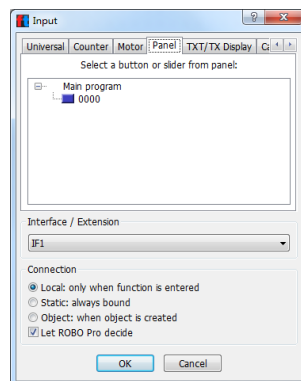 Input
Universal Counter Motor Panel TXT/TX Display
Select a button or slider from panel:
Main program
0000
Interface / Extension
IF1
Connection
Local: only when function is entered
Static: always bound
Object: when object is created
Let ROBO Pro decide
OK Cancel